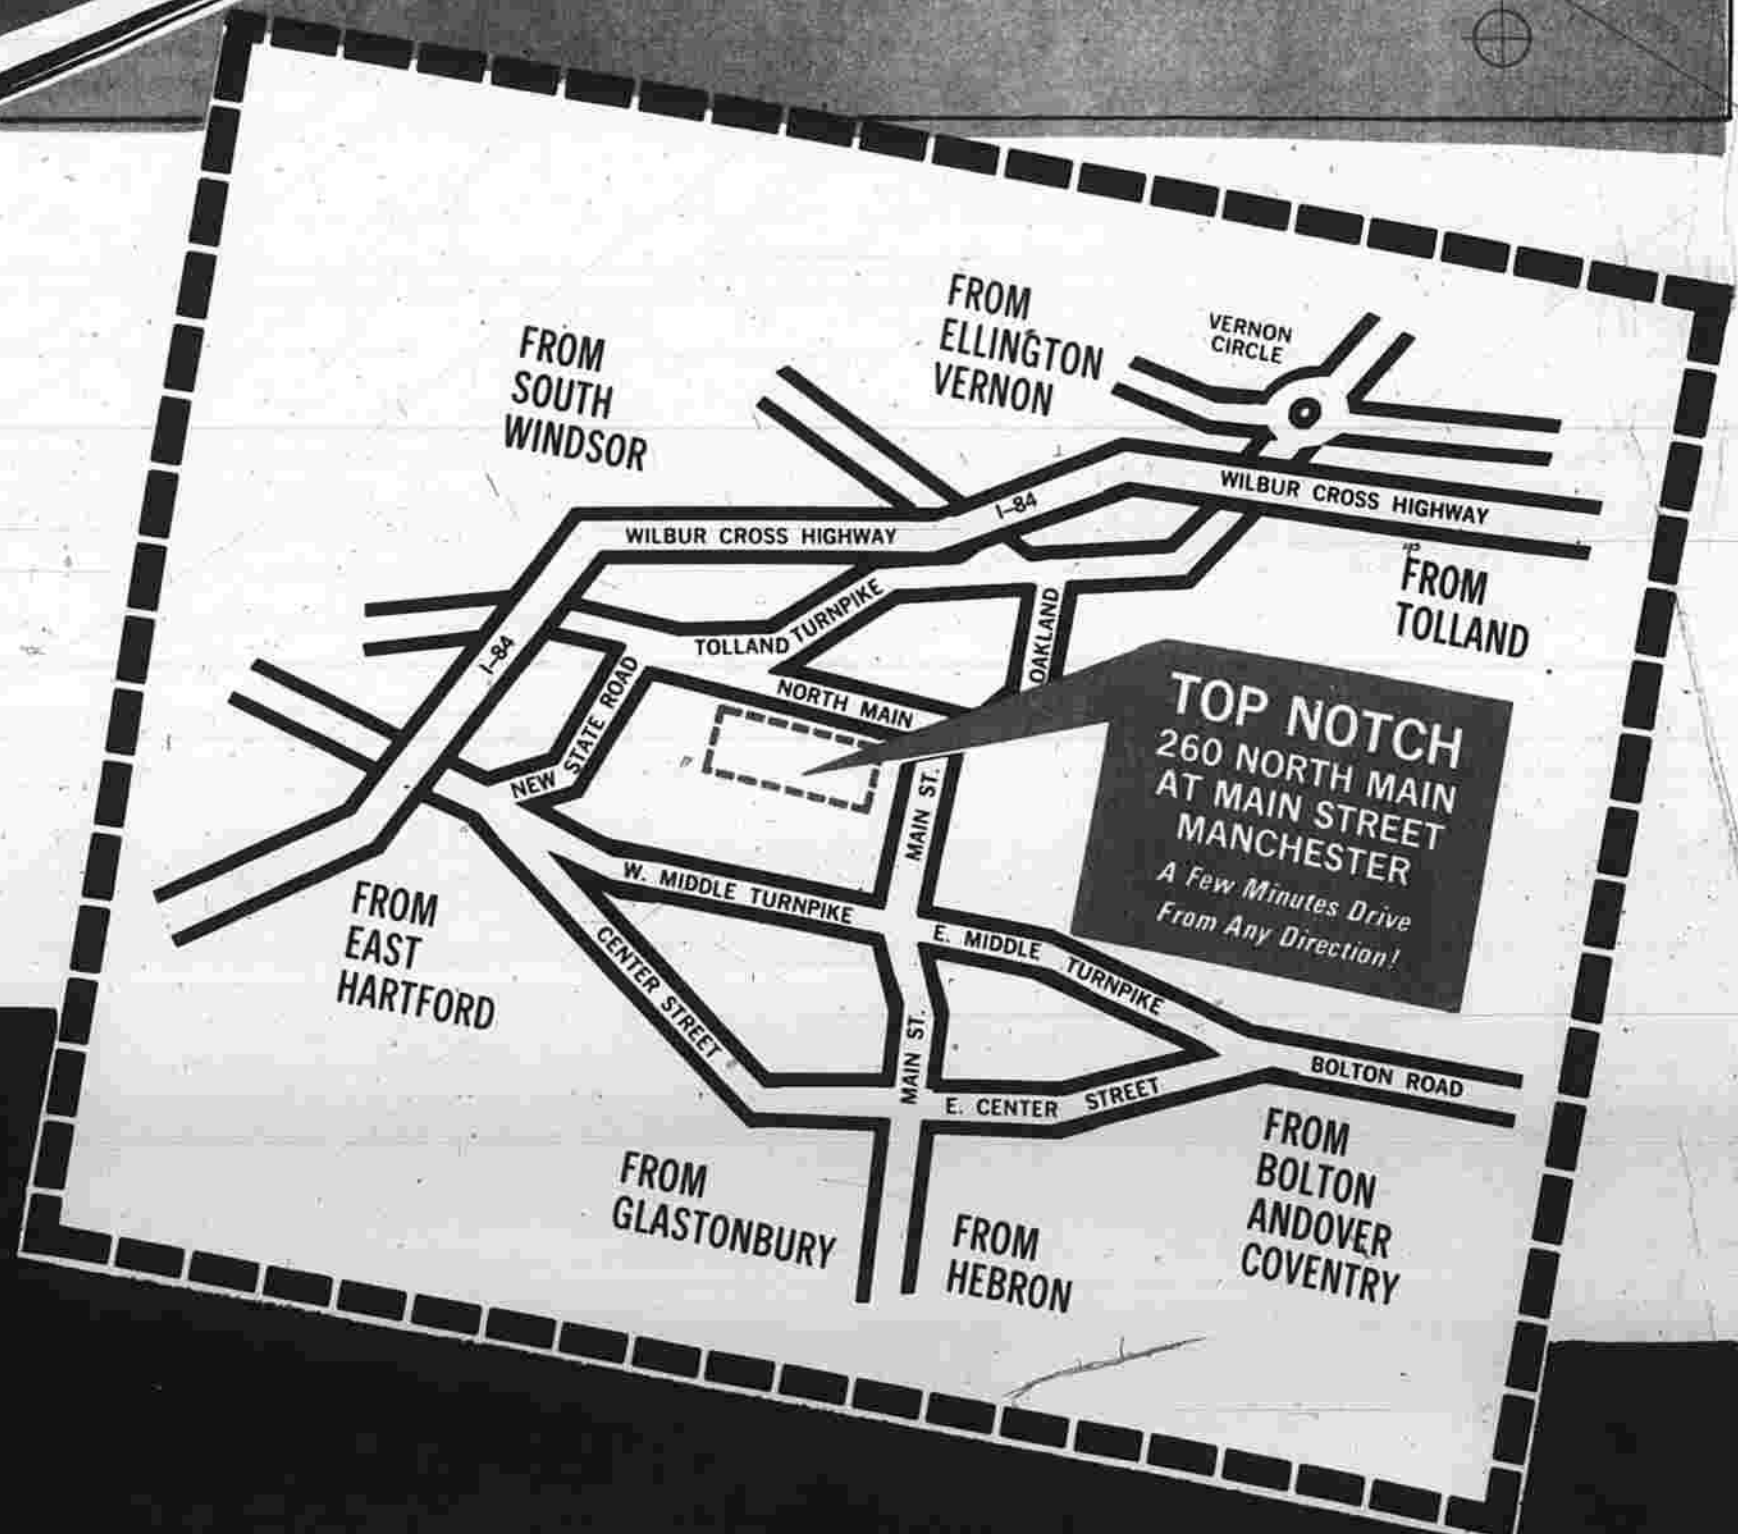 FROM
SOUTH
WINDSOR
FROM
ELLINGTON
VERNON
VERNON
CIRCLE
WILBUR CROSS HIGHWAY
I-84
WILBUR CROSS HIGHWAY
FROM
TOLLAND
I-84
TOLLAND TURNPIKE
OAKLAND
NEW STATE ROAD
NORTH MAIN
MAIN ST.
TOP NOTCH
260 NORTH MAIN
AT MAIN STREET
MANCHESTER
A Few Minutes Drive
From Any Direction!
FROM
EAST
HARTFORD
W. MIDDLE TURNPIKE
E. MIDDLE TURNPIKE
CENTER STREET
MAIN ST.
E. CENTER STREET
BOLTON ROAD
FROM
GLASTONBURY
FROM
HEBRON
FROM
BOLTON
ANDOVER
COVENTRY